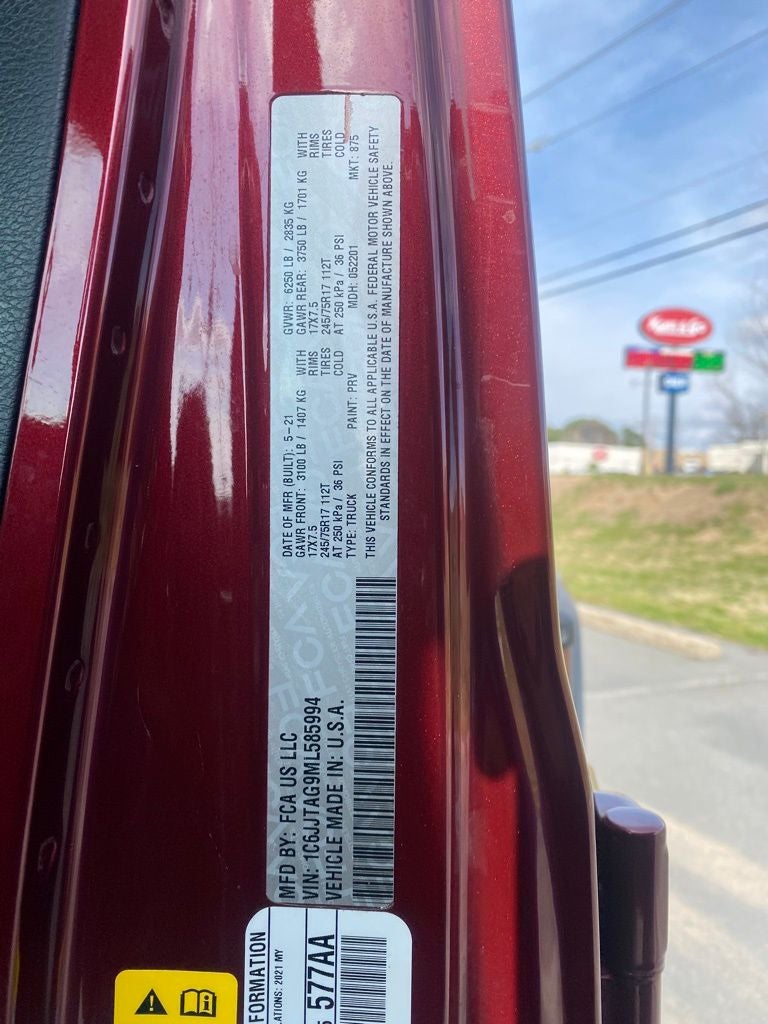 MFD BY: FCA US LLC
VIN: 1C6JJTAG9ML585994
VEHICLE MADE IN: U.S.A.
DATE OF MFR (BUILT): 5-21 GVWR: 6250 LB / 2835 KG
GAWR FRONT: 3100 LB / 1407 KG WITH GAWR REAR: 3750 LB / 1701 KG WITH
17X7.5 RIMS 17X7.5 RIMS
245/75R17 112T TIRES 245/75R17 112T TIRES
AT 250 kPa / 36 PSI COLD AT 250 kPa / 36 PSI COLD
TYPE: TRUCK PAINT: PRV MDH: 052201 MKT: 875
THIS VEHICLE CONFORMS TO ALL APPLICABLE U.S.A. FEDERAL MOTOR VEHICLE SAFETY
STANDARDS IN EFFECT ON THE DATE OF MANUFACTURE SHOWN ABOVE.
FORMATION
ATIONS: 2021 MY
577AA